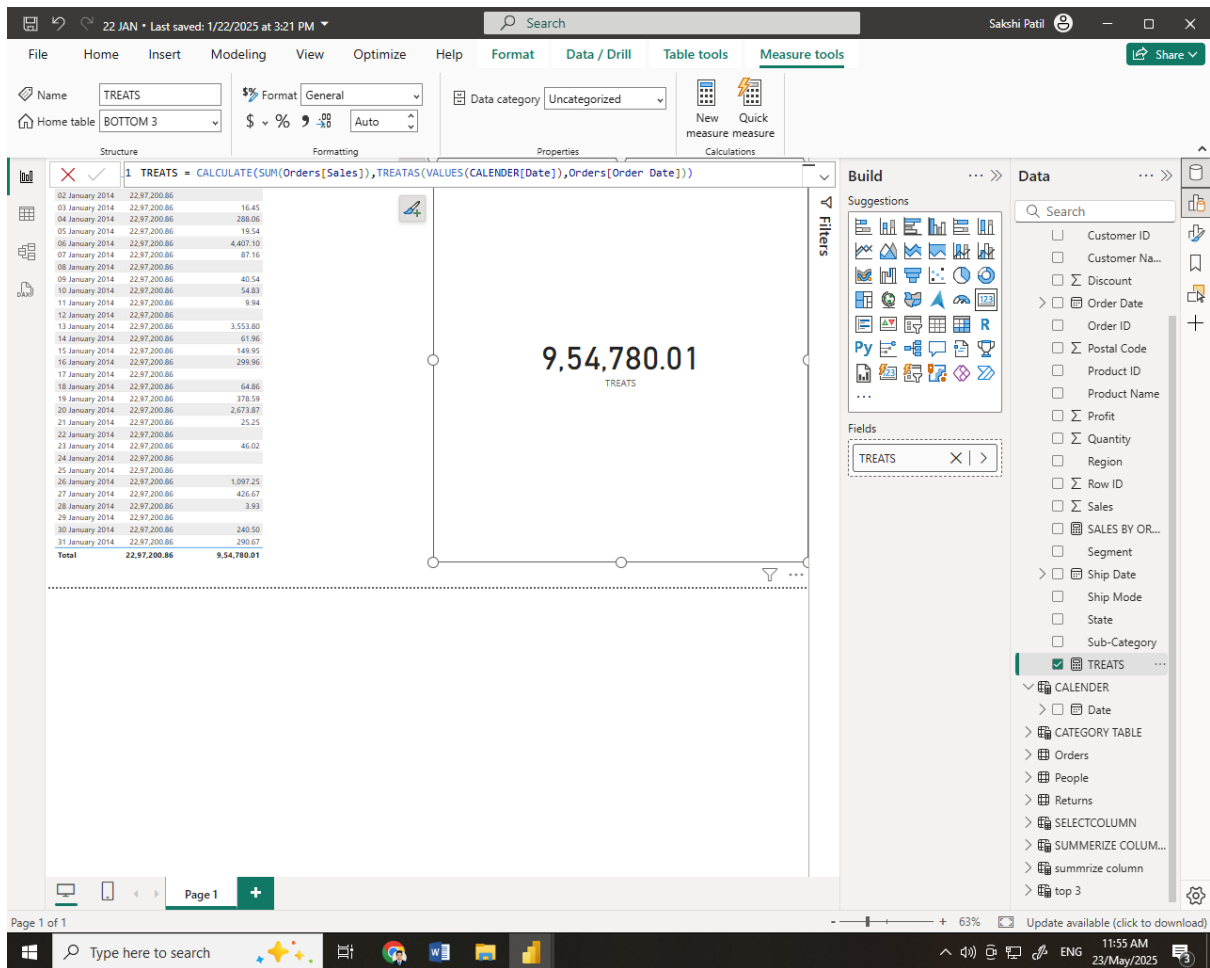 22 JAN • Last saved: 1/22/2025 at 3:21 PM
Search
Sakshi Patil
File Home Insert Modeling View Optimize Help Format Data / Drill Table tools Measure tools
Share
Name TREATS
Home table BOTTOM 3
Structure
$% Format General
$ % 9 Auto
Formatting
Data category Uncategorized
Properties
New measure
Quick measure
Calculations
1 TREATS = CALCULATE(SUM(Orders[Sales]),TREATAS(VALUES(CALENDER[Date]),Orders[Order Date]))
02 January 2014 22,97,200.86
03 January 2014 22,97,200.86 16.45
04 January 2014 22,97,200.86 288.06
05 January 2014 22,97,200.86 19.54
06 January 2014 22,97,200.86 4,407.10
07 January 2014 22,97,200.86 87.16
08 January 2014 22,97,200.86
09 January 2014 22,97,200.86 40.54
10 January 2014 22,97,200.86 54.83
11 January 2014 22,97,200.86 9.94
12 January 2014 22,97,200.86
13 January 2014 22,97,200.86 3,553.80
14 January 2014 22,97,200.86 61.96
15 January 2014 22,97,200.86 149.95
16 January 2014 22,97,200.86 299.96
17 January 2014 22,97,200.86
18 January 2014 22,97,200.86 64.86
19 January 2014 22,97,200.86 378.59
20 January 2014 22,97,200.86 2,673.87
21 January 2014 22,97,200.86 25.25
22 January 2014 22,97,200.86
23 January 2014 22,97,200.86 46.02
24 January 2014 22,97,200.86
25 January 2014 22,97,200.86
26 January 2014 22,97,200.86 1,097.25
27 January 2014 22,97,200.86 426.67
28 January 2014 22,97,200.86 3.93
29 January 2014 22,97,200.86
30 January 2014 22,97,200.86 240.50
31 January 2014 22,97,200.86 290.67
Total 22,97,200.86 9,54,780.01
9,54,780.01
TREATS
Filters
Build
Suggestions
123
R
Py
123
Fields
TREATS
Data
Search
Customer ID
Customer Na...
Discount
Order Date
Order ID
Postal Code
Product ID
Product Name
Profit
Quantity
Region
Row ID
Sales
SALES BY OR...
Segment
Ship Date
Ship Mode
State
Sub-Category
TREATS
CALENDER
Date
CATEGORY TABLE
Orders
People
Returns
SELECTCOLUMN
SUMMERIZE COLUM...
summrize column
top 3
Page 1
Page 1 of 1
63%
Update available (click to download)
Type here to search
ENG
11:55 AM
23/May/2025
3